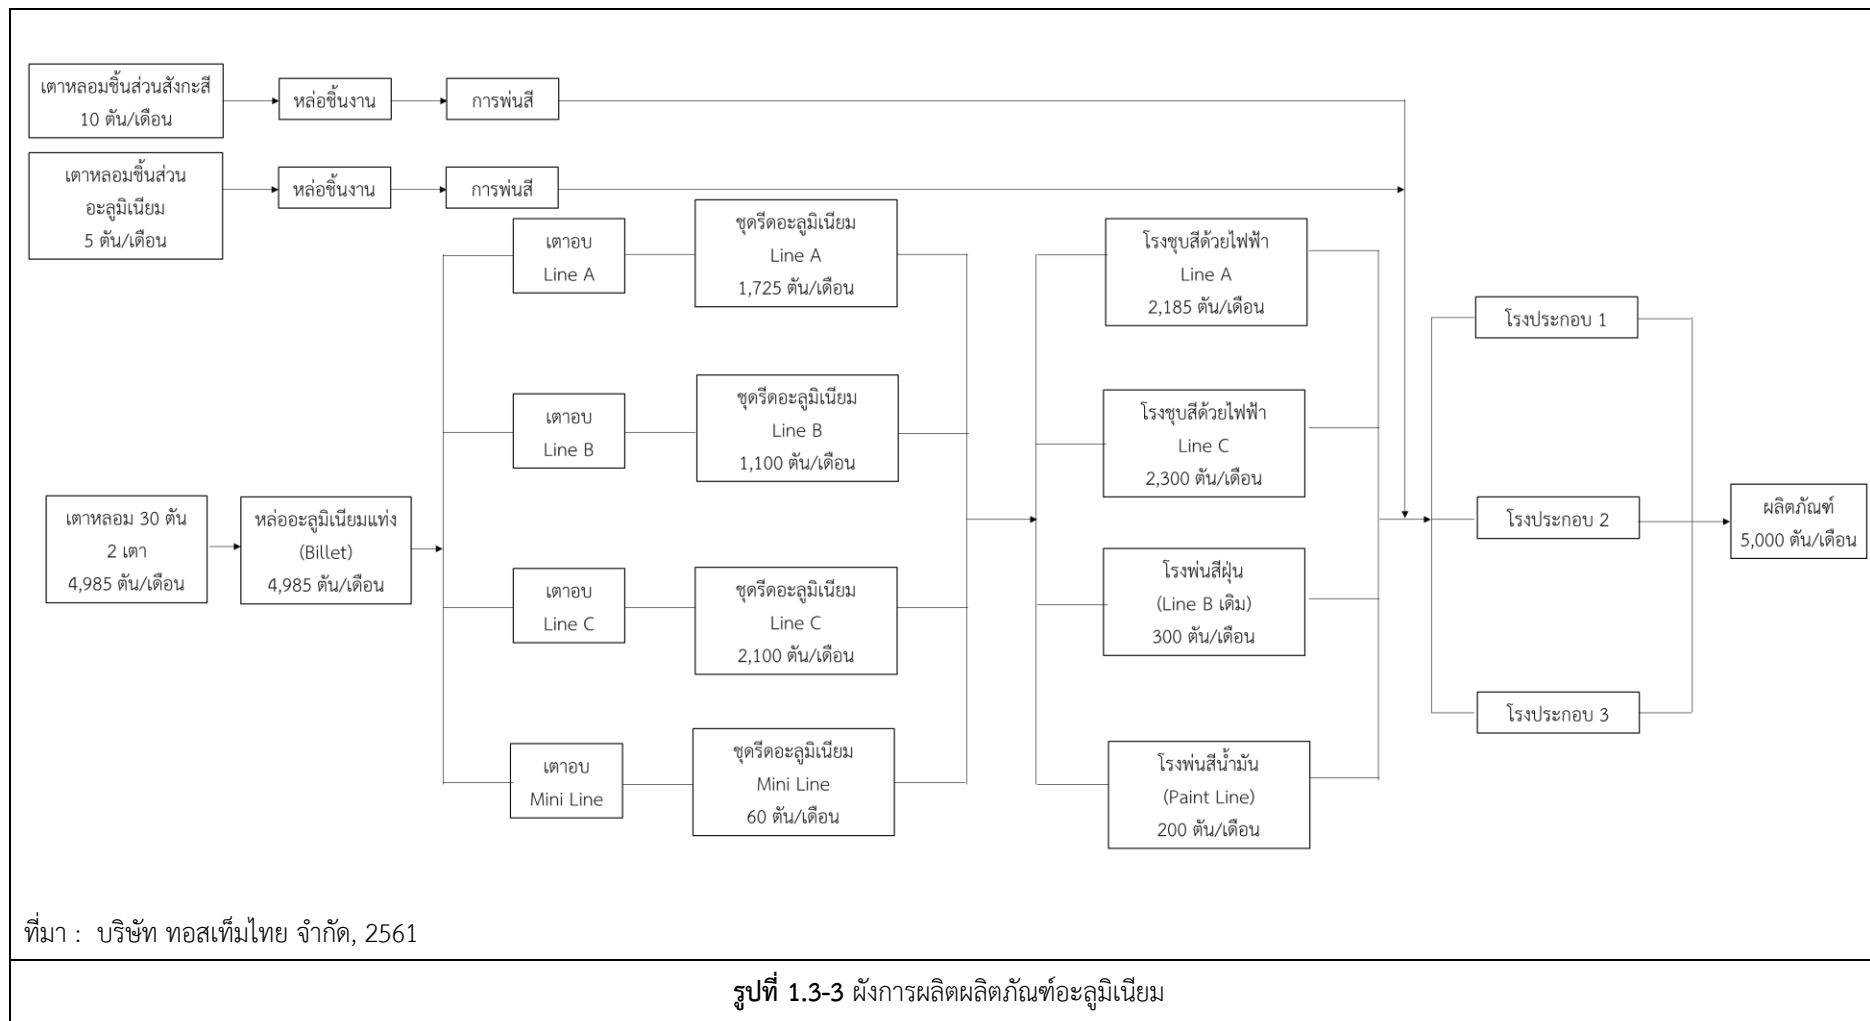 เตาหลอมชิ้นส่วนสังกะสี
10 ตัน/เดือน
หล่อชิ้นงาน
การพ่นสี
เตาหลอมชิ้นส่วน
อะลูมิเนียม
5 ตัน/เดือน
หล่อชิ้นงาน
การพ่นสี
เตาหลอม 30 ตัน
2 เตา
4,985 ตัน/เดือน
หล่ออะลูมิเนียมแท่ง
(Billet)
4,985 ตัน/เดือน
เตาอบ
Line A
ชุดรีดอะลูมิเนียม
Line A
1,725 ตัน/เดือน
เตาอบ
Line B
ชุดรีดอะลูมิเนียม
Line B
1,100 ตัน/เดือน
เตาอบ
Line C
ชุดรีดอะลูมิเนียม
Line C
2,100 ตัน/เดือน
เตาอบ
Mini Line
ชุดรีดอะลูมิเนียม
Mini Line
60 ตัน/เดือน
โรงชุบสีด้วยไฟฟ้า
Line A
2,185 ตัน/เดือน
โรงชุบสีด้วยไฟฟ้า
Line C
2,300 ตัน/เดือน
โรงพ่นสีฝุ่น
(Line B เดิม)
300 ตัน/เดือน
โรงพ่นสีน้ำมัน
(Paint Line)
200 ตัน/เดือน
โรงประกอบ 1
โรงประกอบ 2
โรงประกอบ 3
ผลิตภัณฑ์
5,000 ตัน/เดือน
ที่มา : บริษัท ทอสเท็มไทย จำกัด, 2561
รูปที่ 1.3-3 ผังการผลิตผลิตภัณฑ์อะลูมิเนียม